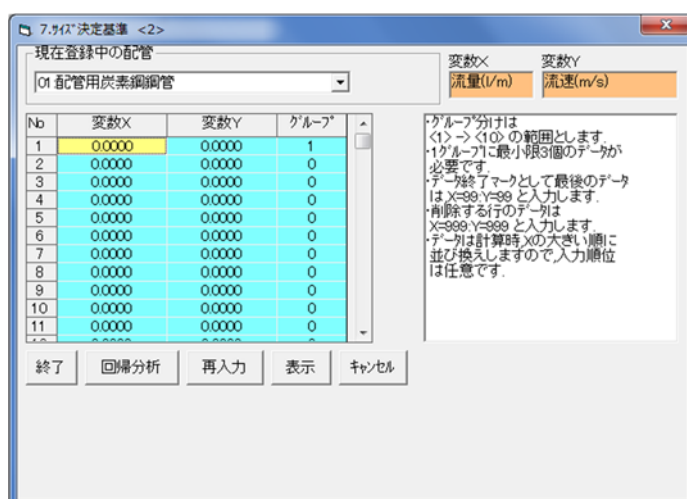 7.ｻｲｽﾞ決定基準 <2>
現在登録中の配管
01:配管用炭素鋼鋼管
変数X 変数Y
流量(l/m) 流速(m/s)
No 変数X 変数Y ｸﾞﾙｰﾌﾟ
1 0.0000 0.0000 1
2 0.0000 0.0000 0
3 0.0000 0.0000 0
4 0.0000 0.0000 0
5 0.0000 0.0000 0
6 0.0000 0.0000 0
7 0.0000 0.0000 0
8 0.0000 0.0000 0
9 0.0000 0.0000 0
10 0.0000 0.0000 0
11 0.0000 0.0000 0
・ｸﾞﾙｰﾌﾟ分けは
<1> -> <10> の範囲とします.
・1ｸﾞﾙｰﾌﾟに最小限3個のﾃﾞｰﾀが
必要です.
・ﾃﾞｰﾀ終了ﾏｰｸとして最後のﾃﾞｰﾀ
は,X=99:Y=99 と入力します.
・削除する行のﾃﾞｰﾀは
X=999:Y=999 と入力します.
・ﾃﾞｰﾀは計算時,Xの大きい順に
並び換えしますので,入力順位
は任意です.
終了 回帰分析 再入力 表示 ｷｬﾝｾﾙ